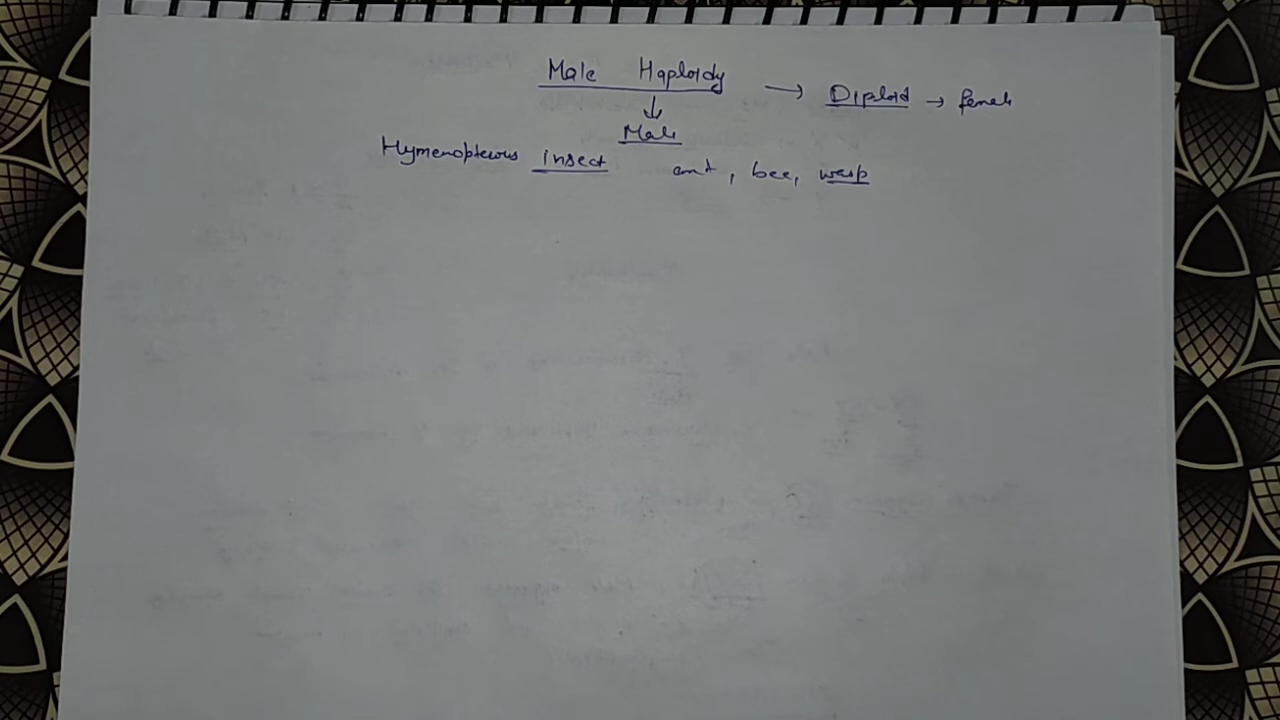 Male Haploidy → Diploid → female
↓
Male
Hymenopterous insect ant, bee, wasp